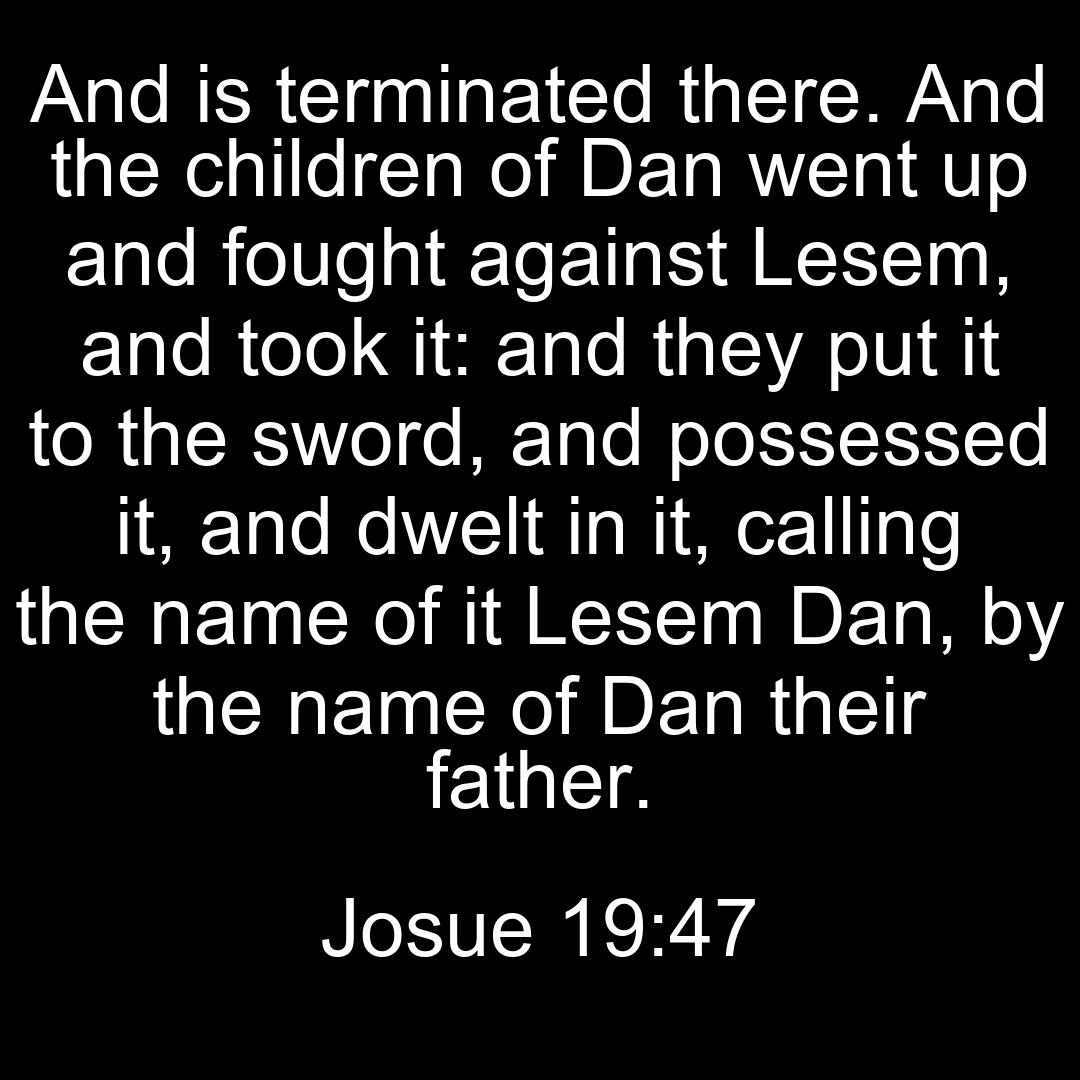 And is terminated there. And
the children of Dan went up
and fought against Lesem,
and took it: and they put it
to the sword, and possessed
it, and dwelt in it, calling
the name of it Lesem Dan, by
the name of Dan their
father.
Josue 19:47